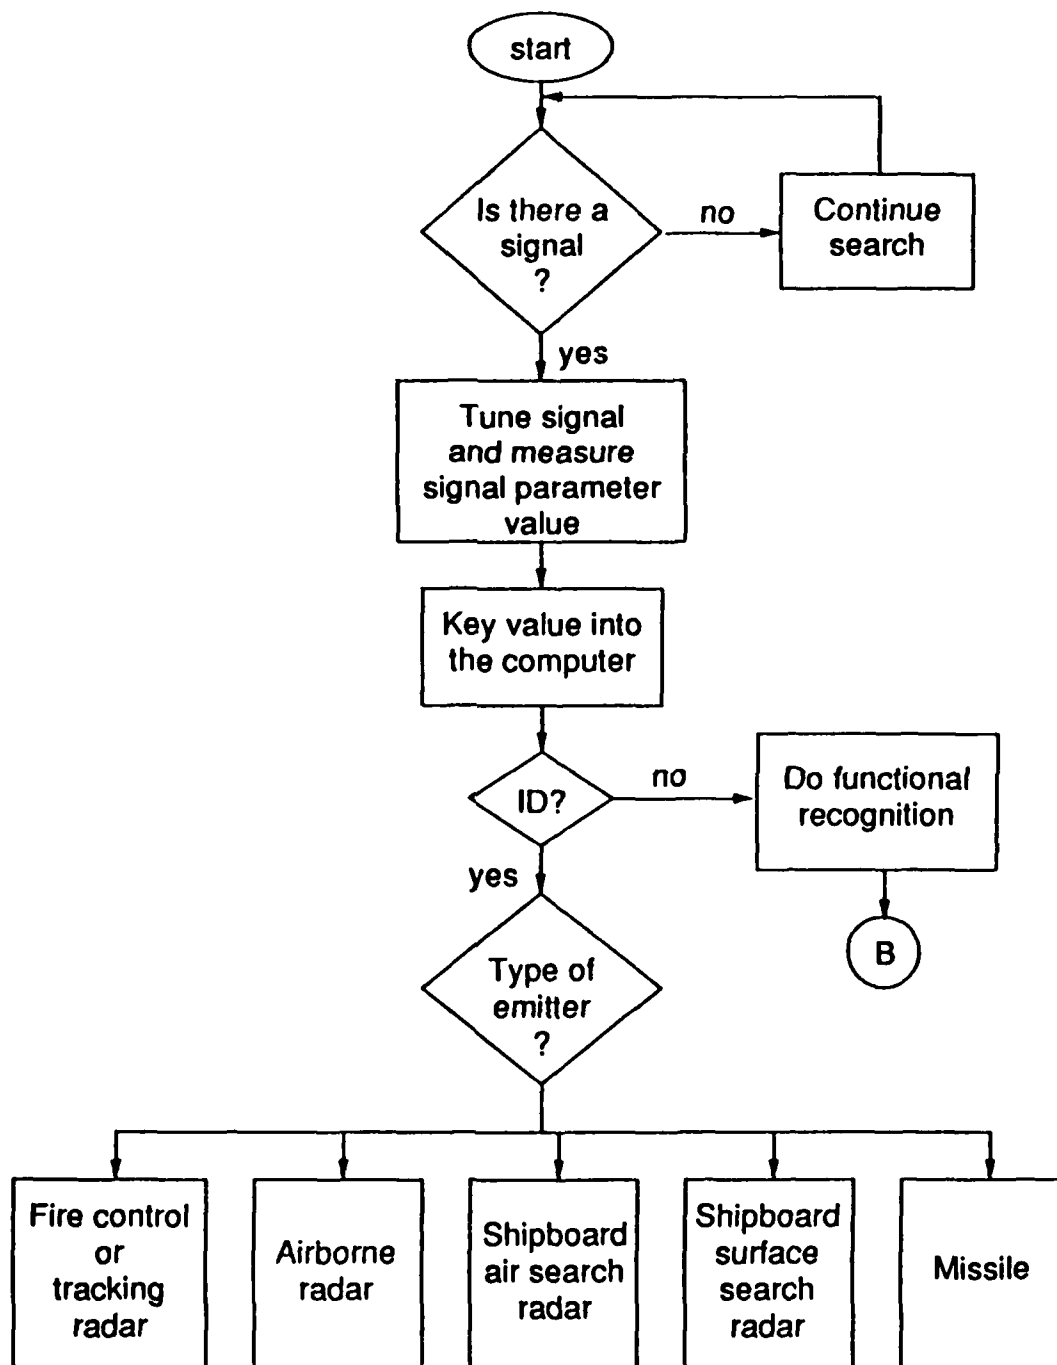 start
Is there a
signal
?
no
Continue
search
yes
Tune signal
and measure
signal parameter
value
Key value into
the computer
ID?
no
Do functional
recognition
yes
B
Type of
emitter
?
Fire control
or
tracking
radar
Airborne
radar
Shipboard
air search
radar
Shipboard
surface
search
radar
Missile